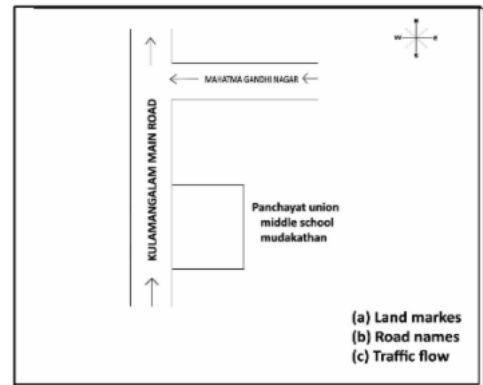 W
E
MAHATMA GANDHI NAGAR
KULAMANGALAM MAIN ROAD
Panchayat union
middle school
mudakathan
(a) Land markes
(b) Road names
(c) Traffic flow